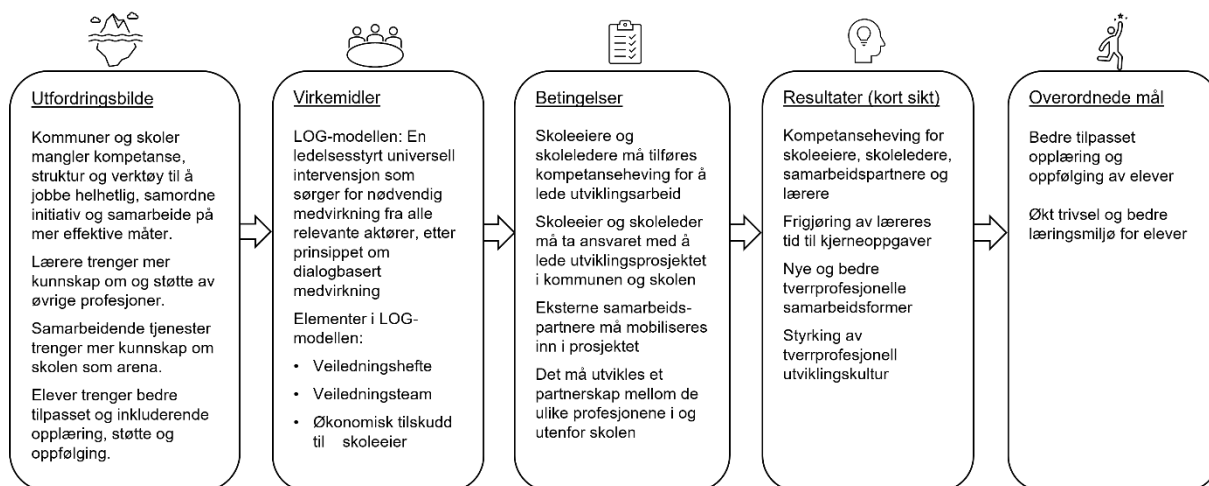 Utfordringsbilde
Kommuner og skoler
mangler kompetanse,
struktur og verktøy til å
jobbe helhetlig, samordne
initiativ og samarbeide på
mer effektive måter.
Lærere trenger mer
kunnskap om og støtte av
øvrige profesjoner.
Samarbeidende tjenester
trenger mer kunnskap om
skolen som arena.
Elever trenger bedre
tilpasset og inkluderende
opplæring, støtte og
oppfølging.
Virkemidler
LOG-modellen: En
ledelsesstyrt universell
intervensjon som
sørger for nødvendig
medvirkning fra alle
relevante aktører, etter
prinsippet om
dialogbasert
medvirkning
Elementer i LOG-
modellen:
• Veiledningshefte
• Veiledningsteam
• Økonomisk tilskudd
til skoleeier
Betingelser
Skoleeiere og
skoleledere må tilføres
kompetanseheving for å
lede utviklingsarbeid
Skoleeier og skoleleder
må ta ansvaret med å
lede utviklingsprosjektet
i kommunen og skolen
Eksterne samarbeids-
partnere må mobiliseres
inn i prosjektet
Det må utvikles et
partnerskap mellom de
ulike profesjonene i og
utenfor skolen
Resultater (kort sikt)
Kompetanseheving for
skoleeiere, skoleledere,
samarbeidspartnere og
lærere
Frigjøring av læreres
tid til kjerneoppgaver
Nye og bedre
tverrprofesjonelle
samarbeidsformer
Styrking av
tverrprofesjonell
utviklingskultur
Overordnede mål
Bedre tilpasset
opplæring og
oppfølging av elever
Økt trivsel og bedre
læringsmiljø for elever